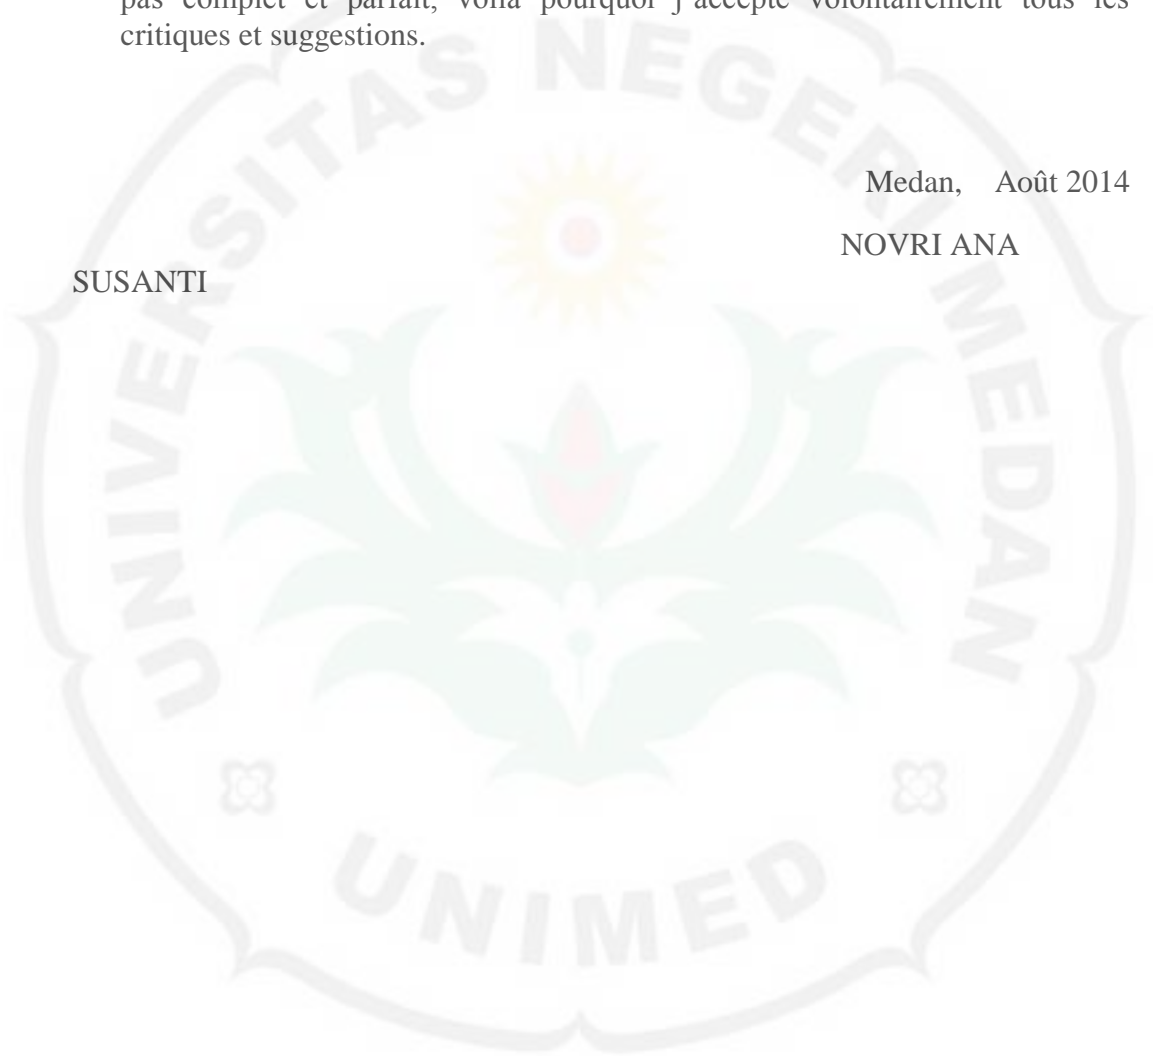 pas complet et parfait, voilà pourquoi j'accepte volontairement tous les
critiques et suggestions.
Medan, Août 2014
NOVRI ANA
SUSANTI
UNIVERSITAS NEGERI MEDAN
UNIMED